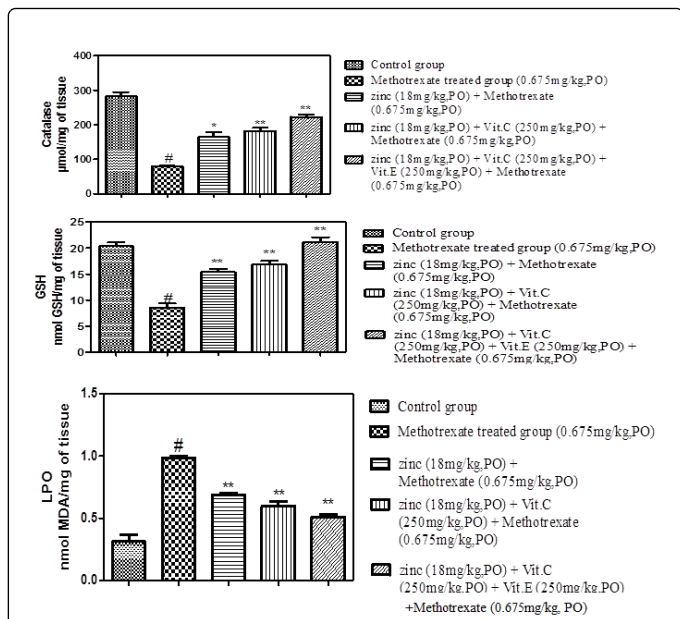 400
300
200
100
0
Catalase
µmol/mg of tissue
#
*
**
**
Control group
Methotrexate treated group (0.675mg/kg,PO)
zinc (18mg/kg,PO) + Methotrexate
(0.675mg/kg,PO)
zinc (18mg/kg,PO) + Vit.C (250mg/kg,PO) +
Methotrexate (0.675mg/kg,PO)
zinc (18mg/kg,PO) + Vit.C (250mg/kg,PO) +
Vit.E (250mg/kg,PO) + Methotrexate
(0.675mg/kg,PO)
25
20
15
10
5
0
GSH
nmol GSH/mg of tissue
#
**
**
**
Control group
Methotrexate treated group (0.675mg/kg,PO)
zinc (18mg/kg,PO) + Methotrexate
(0.675mg/kg,PO)
zinc (18mg/kg,PO) + Vit.C
(250mg/kg,PO) + Methotrexate
(0.675mg/kg,PO)
zinc (18mg/kg,PO) + Vit.C
(250mg/kg,PO) + Vit.E (250mg/kg,PO) +
Methotrexate (0.675mg/kg,PO)
1.5
1.0
0.5
0.0
LPO
nmol MDA/mg of tissue
#
**
**
**
Control group
Methotrexate treated group (0.675mg/kg,PO)
zinc (18mg/kg,PO) +
Methotrexate (0.675mg/kg,PO)
zinc (18mg/kg,PO) + Vit.C
(250mg/kg,PO) + Methotrexate
(0.675mg/kg,PO)
zinc (18mg/kg,PO) + Vit.C
(250mg/kg,PO) + Vit.E (250mg/kg,PO)
+Methotrexate (0.675mg/kg, PO)